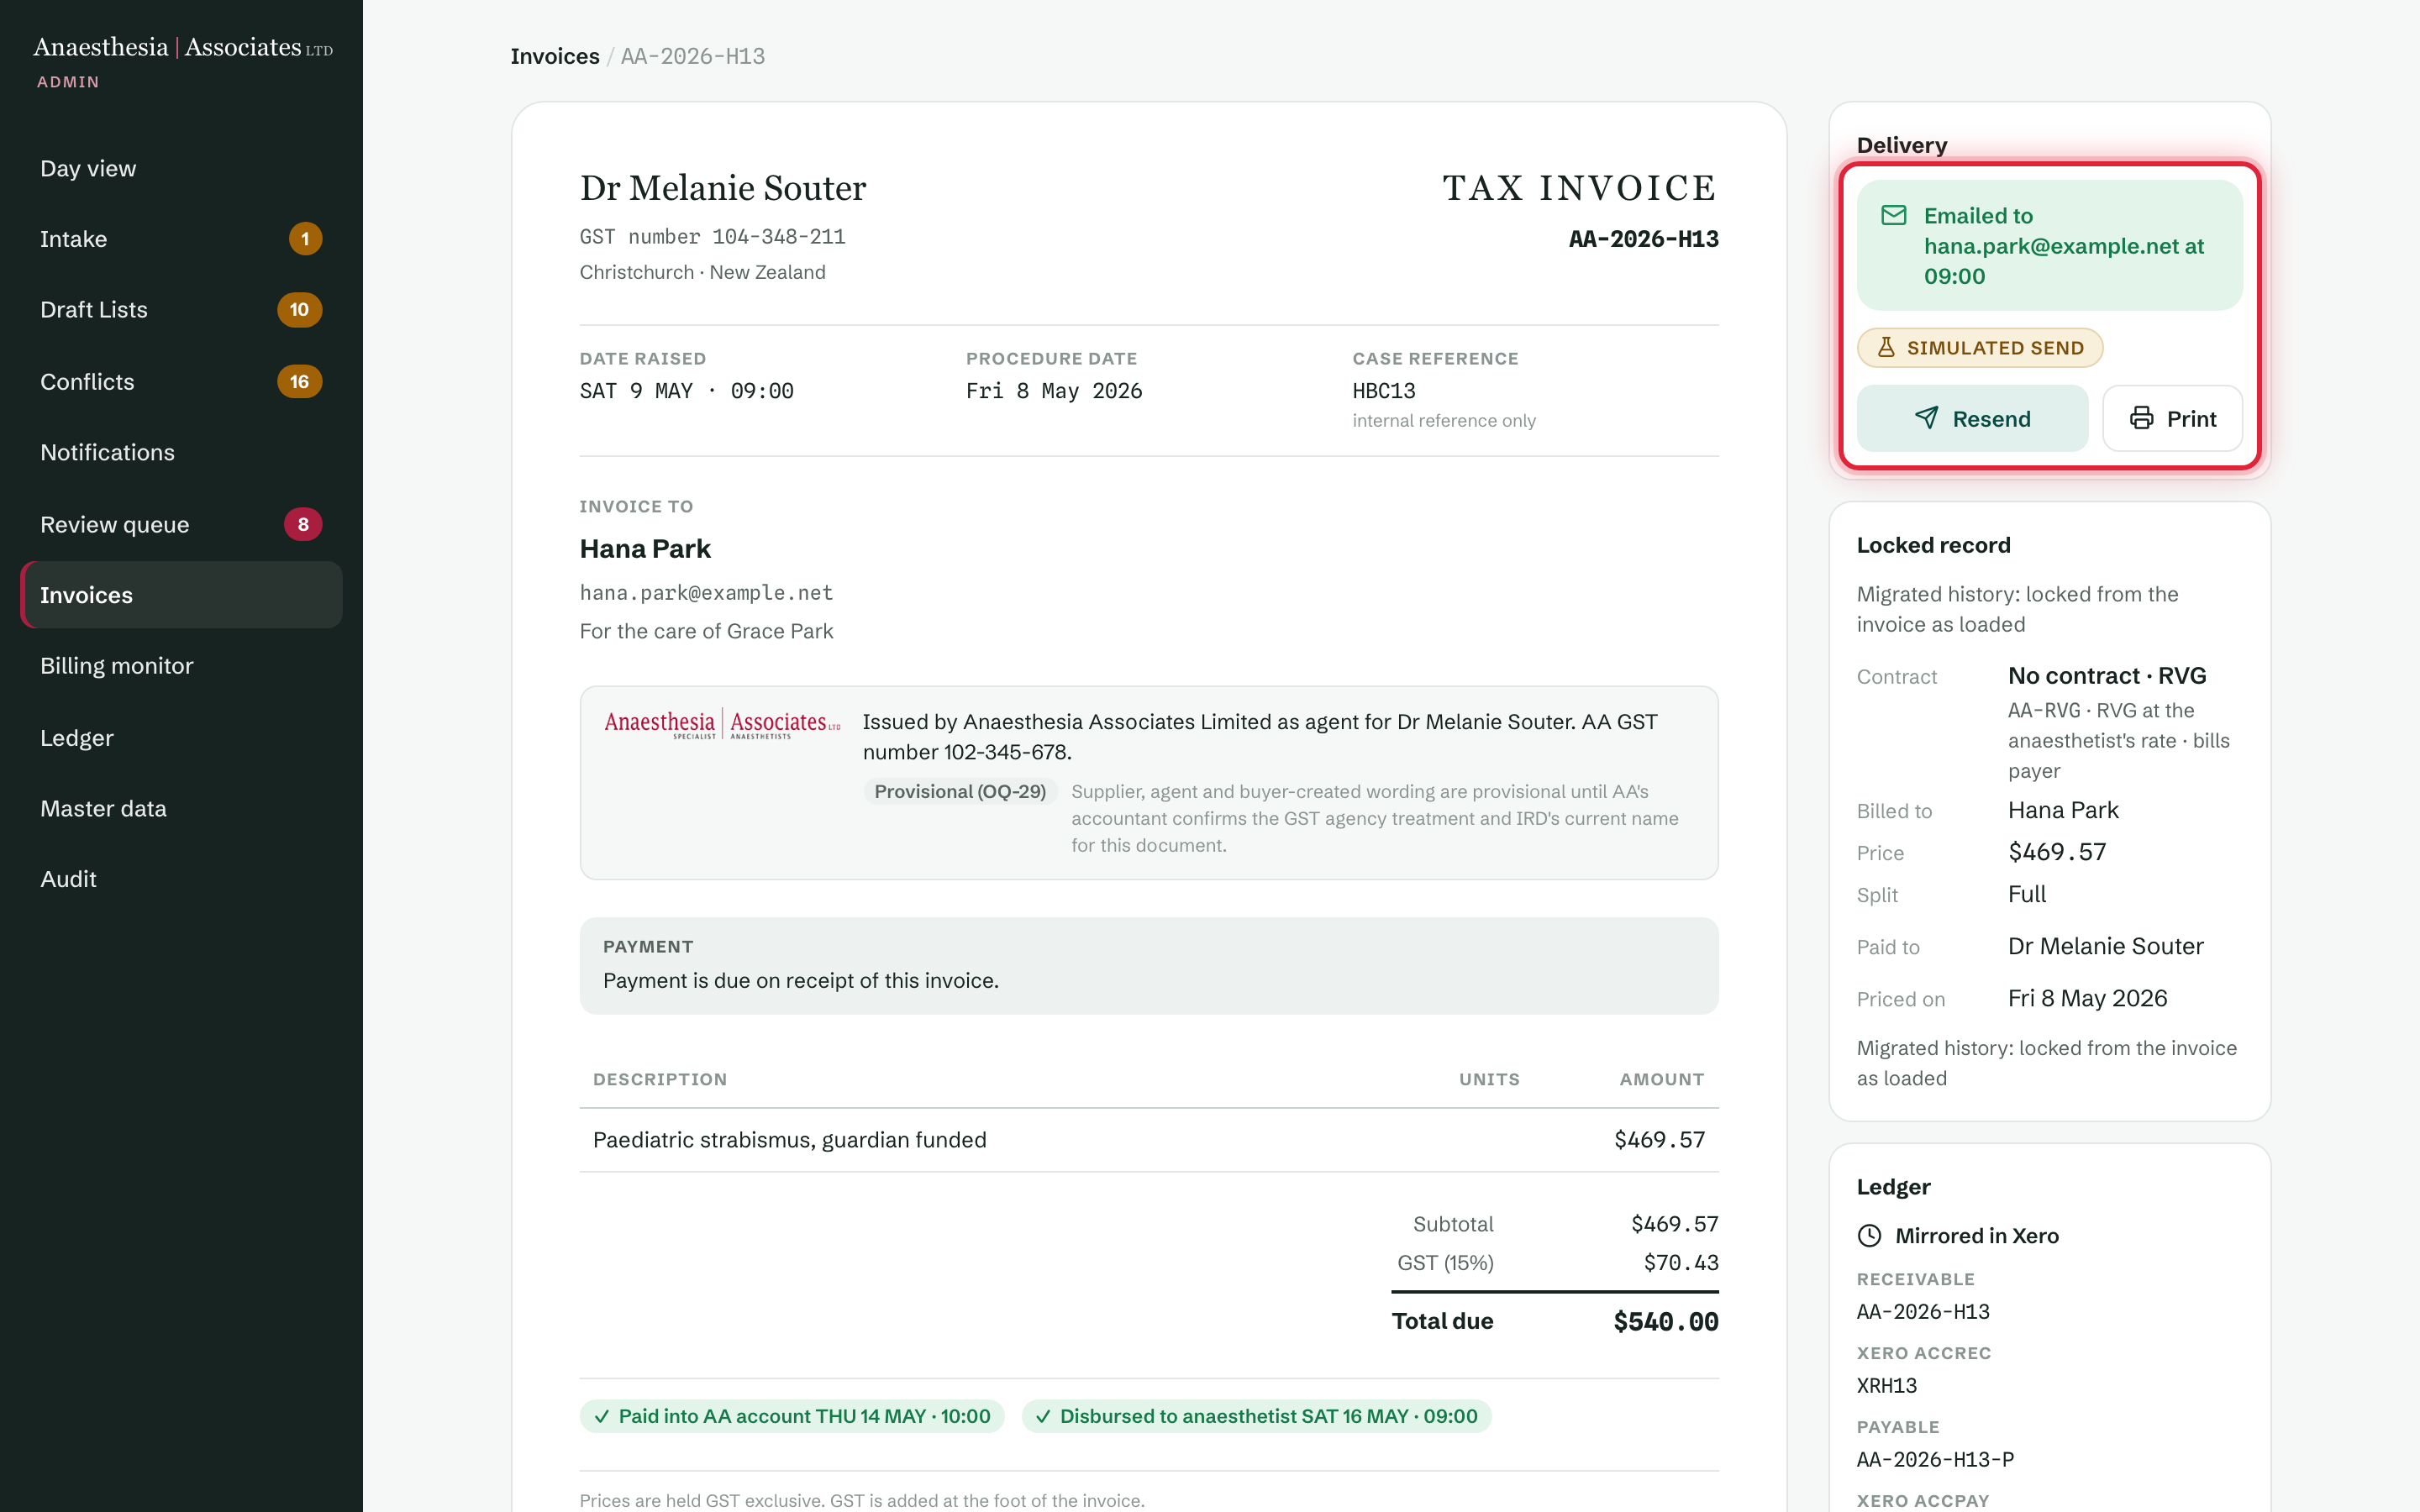 Anaesthesia | Associates LTD
ADMIN
Day view
Intake 1
Draft Lists 10
Conflicts 16
Notifications
Review queue 8
Invoices
Billing monitor
Ledger
Master data
Audit
Invoices / AA-2026-H13
Dr Melanie Souter
GST number 104-348-211
Christchurch · New Zealand
TAX INVOICE
AA-2026-H13
DATE RAISED
SAT 9 MAY · 09:00
PROCEDURE DATE
Fri 8 May 2026
CASE REFERENCE
HBC13
internal reference only
INVOICE TO
Hana Park
hana.park@example.net
For the care of Grace Park
Anaesthesia | Associates LTD
SPECIALIST ANAESTHETISTS
Issued by Anaesthesia Associates Limited as agent for Dr Melanie Souter. AA GST
number 102-345-678.
Provisional (OQ-29)
Supplier, agent and buyer-created wording are provisional until AA's
accountant confirms the GST agency treatment and IRD's current name
for this document.
PAYMENT
Payment is due on receipt of this invoice.
DESCRIPTION UNITS AMOUNT
Paediatric strabismus, guardian funded $469.57
Subtotal $469.57
GST (15%) $70.43
Total due $540.00
Paid into AA account THU 14 MAY · 10:00
Disbursed to anaesthetist SAT 16 MAY · 09:00
Prices are held GST exclusive. GST is added at the foot of the invoice.
Delivery
Emailed to
hana.park@example.net at
09:00
SIMULATED SEND
Resend
Print
Locked record
Migrated history: locked from the
invoice as loaded
Contract No contract · RVG
AA-RVG · RVG at the
anaesthetist's rate · bills
payer
Billed to Hana Park
Price $469.57
Split Full
Paid to Dr Melanie Souter
Priced on Fri 8 May 2026
Migrated history: locked from the invoice
as loaded
Ledger
Mirrored in Xero
RECEIVABLE
AA-2026-H13
XERO ACCREC
XRH13
PAYABLE
AA-2026-H13-P
XERO ACCPAY